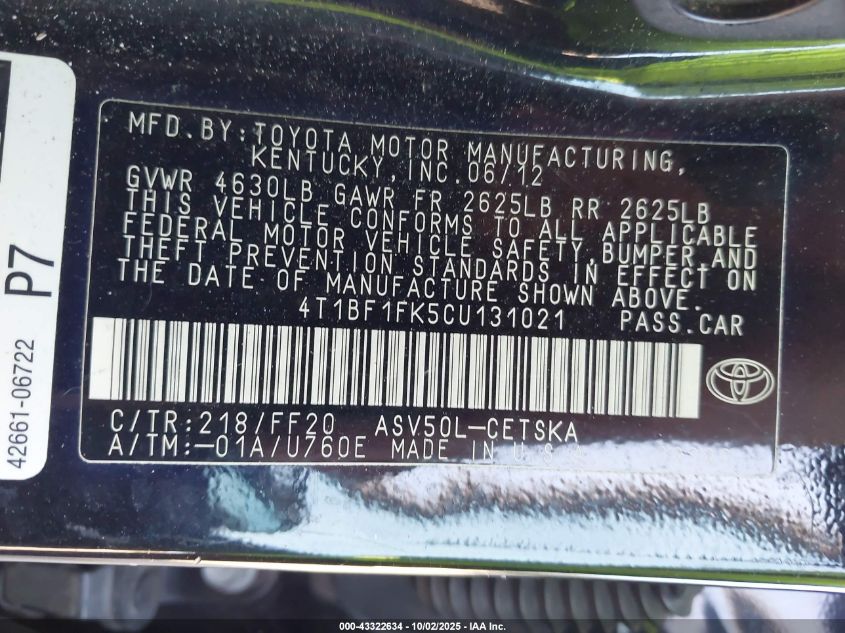 MFD. BY: TOYOTA MOTOR MANUFACTURING,
KENTUCKY, INC. 06/12
GVWR 4630LB GAWR FR 2625LB RR 2625LB
THIS VEHICLE CONFORMS TO ALL APPLICABLE
FEDERAL MOTOR VEHICLE SAFETY, BUMPER AND
THEFT PREVENTION STANDARDS IN EFFECT ON
THE DATE OF MANUFACTURE SHOWN ABOVE.
4T1BF1FK5CU131021 PASS.CAR
C/TR:218/FF20 ASV50L-CETSKA
A/TM:-01A/U760E MADE IN U.S.A
P7
42661-06722
000-43322634 - 10/02/2025 - IAA Inc.